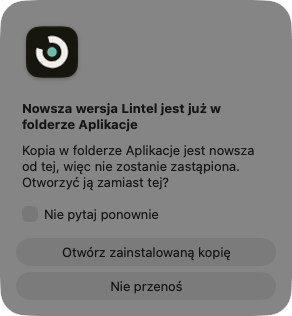 Nowsza wersja Lintel jest już w
folderze Aplikacje
Kopia w folderze Aplikacje jest nowsza
od tej, więc nie zostanie zastąpiona.
Otworzyć ją zamiast tej?
Nie pytaj ponownie
Otwórz zainstalowaną kopię
Nie przenoś